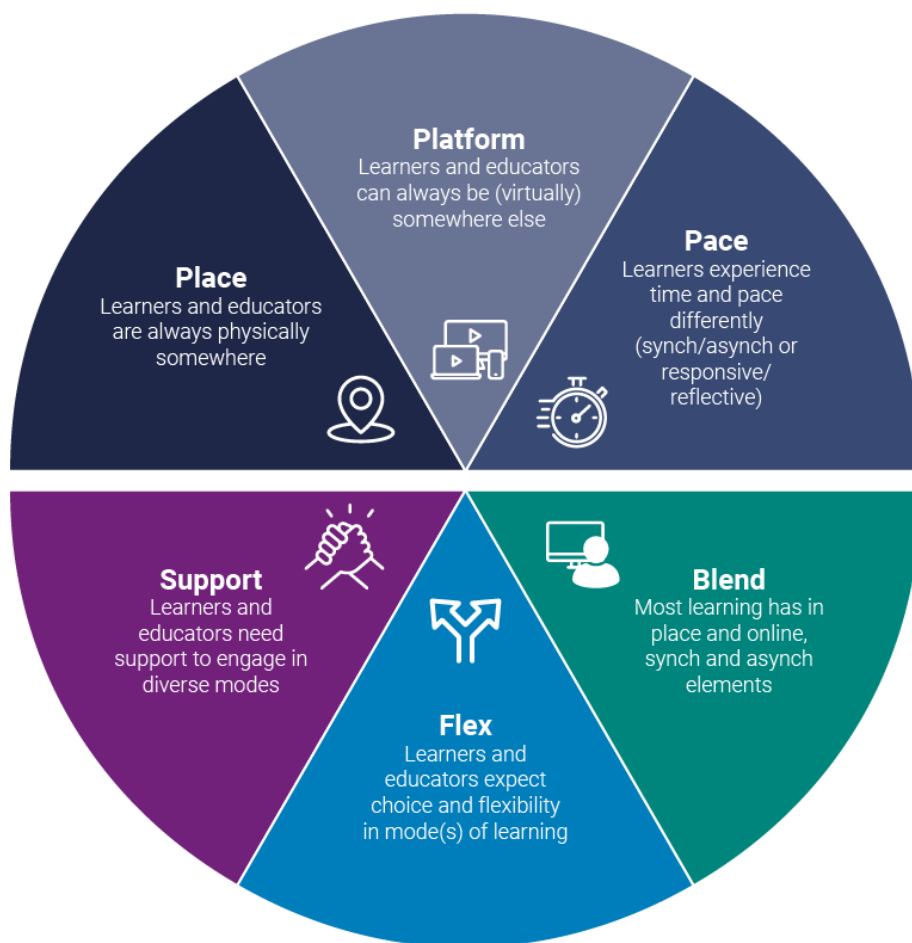 Platform
Learners and educators
can always be (virtually)
somewhere else
Place
Learners and educators
are always physically
somewhere
Pace
Learners experience
time and pace
differently
(synch/asynch or
responsive/
reflective)
Support
Learners and
educators need
support to engage in
diverse modes
Flex
Learners and
educators expect
choice and flexibility
in mode(s) of learning
Blend
Most learning has in
place and online,
synch and asynch
elements